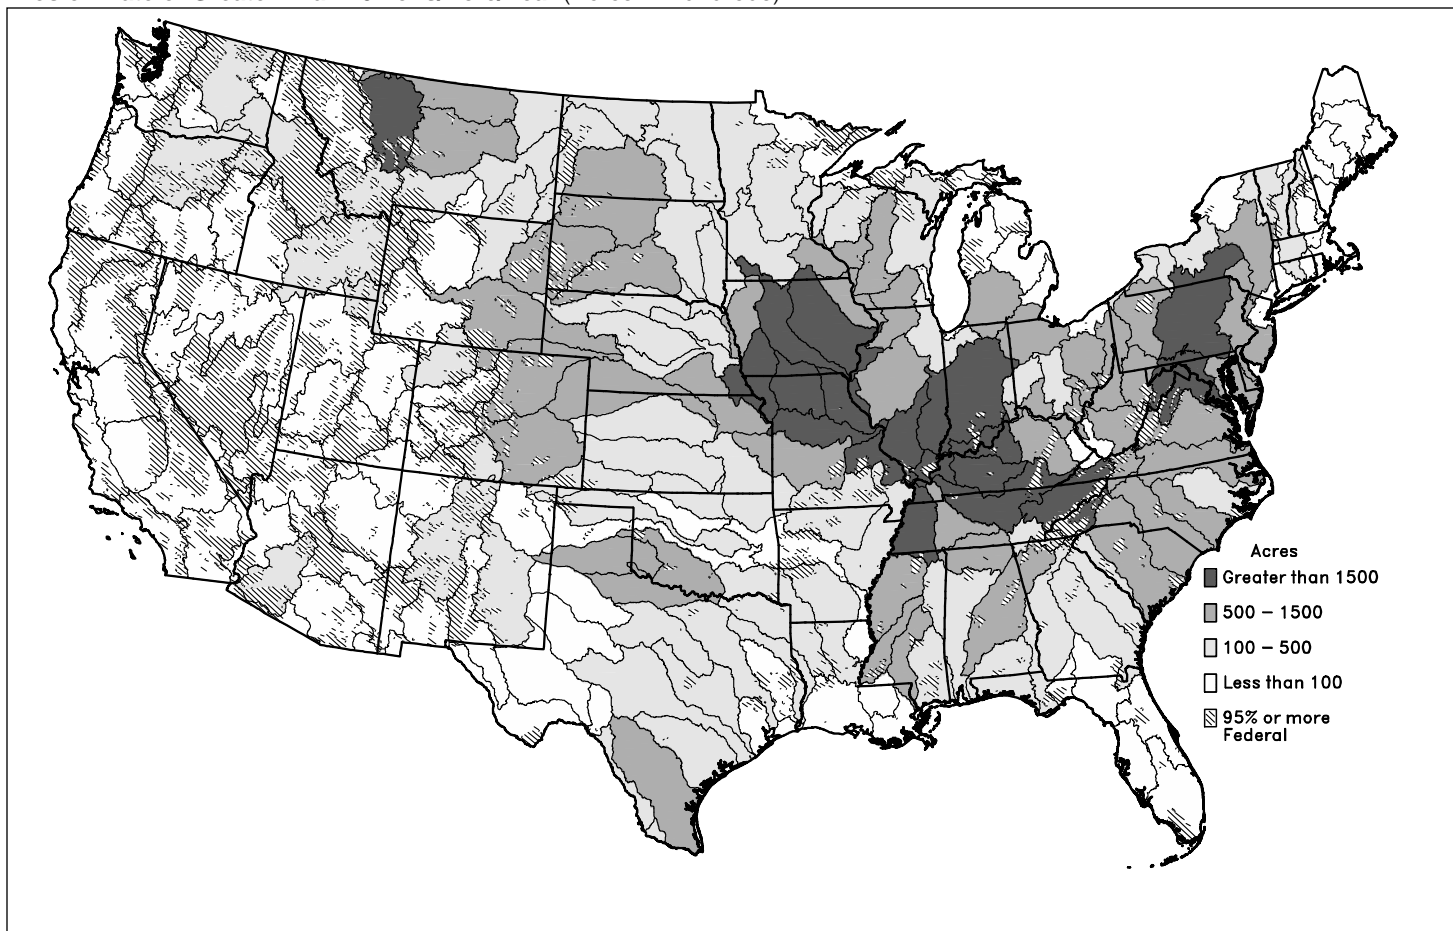 Acres
Greater than 1500
500 – 1500
100 – 500
Less than 100
95% or more
Federal